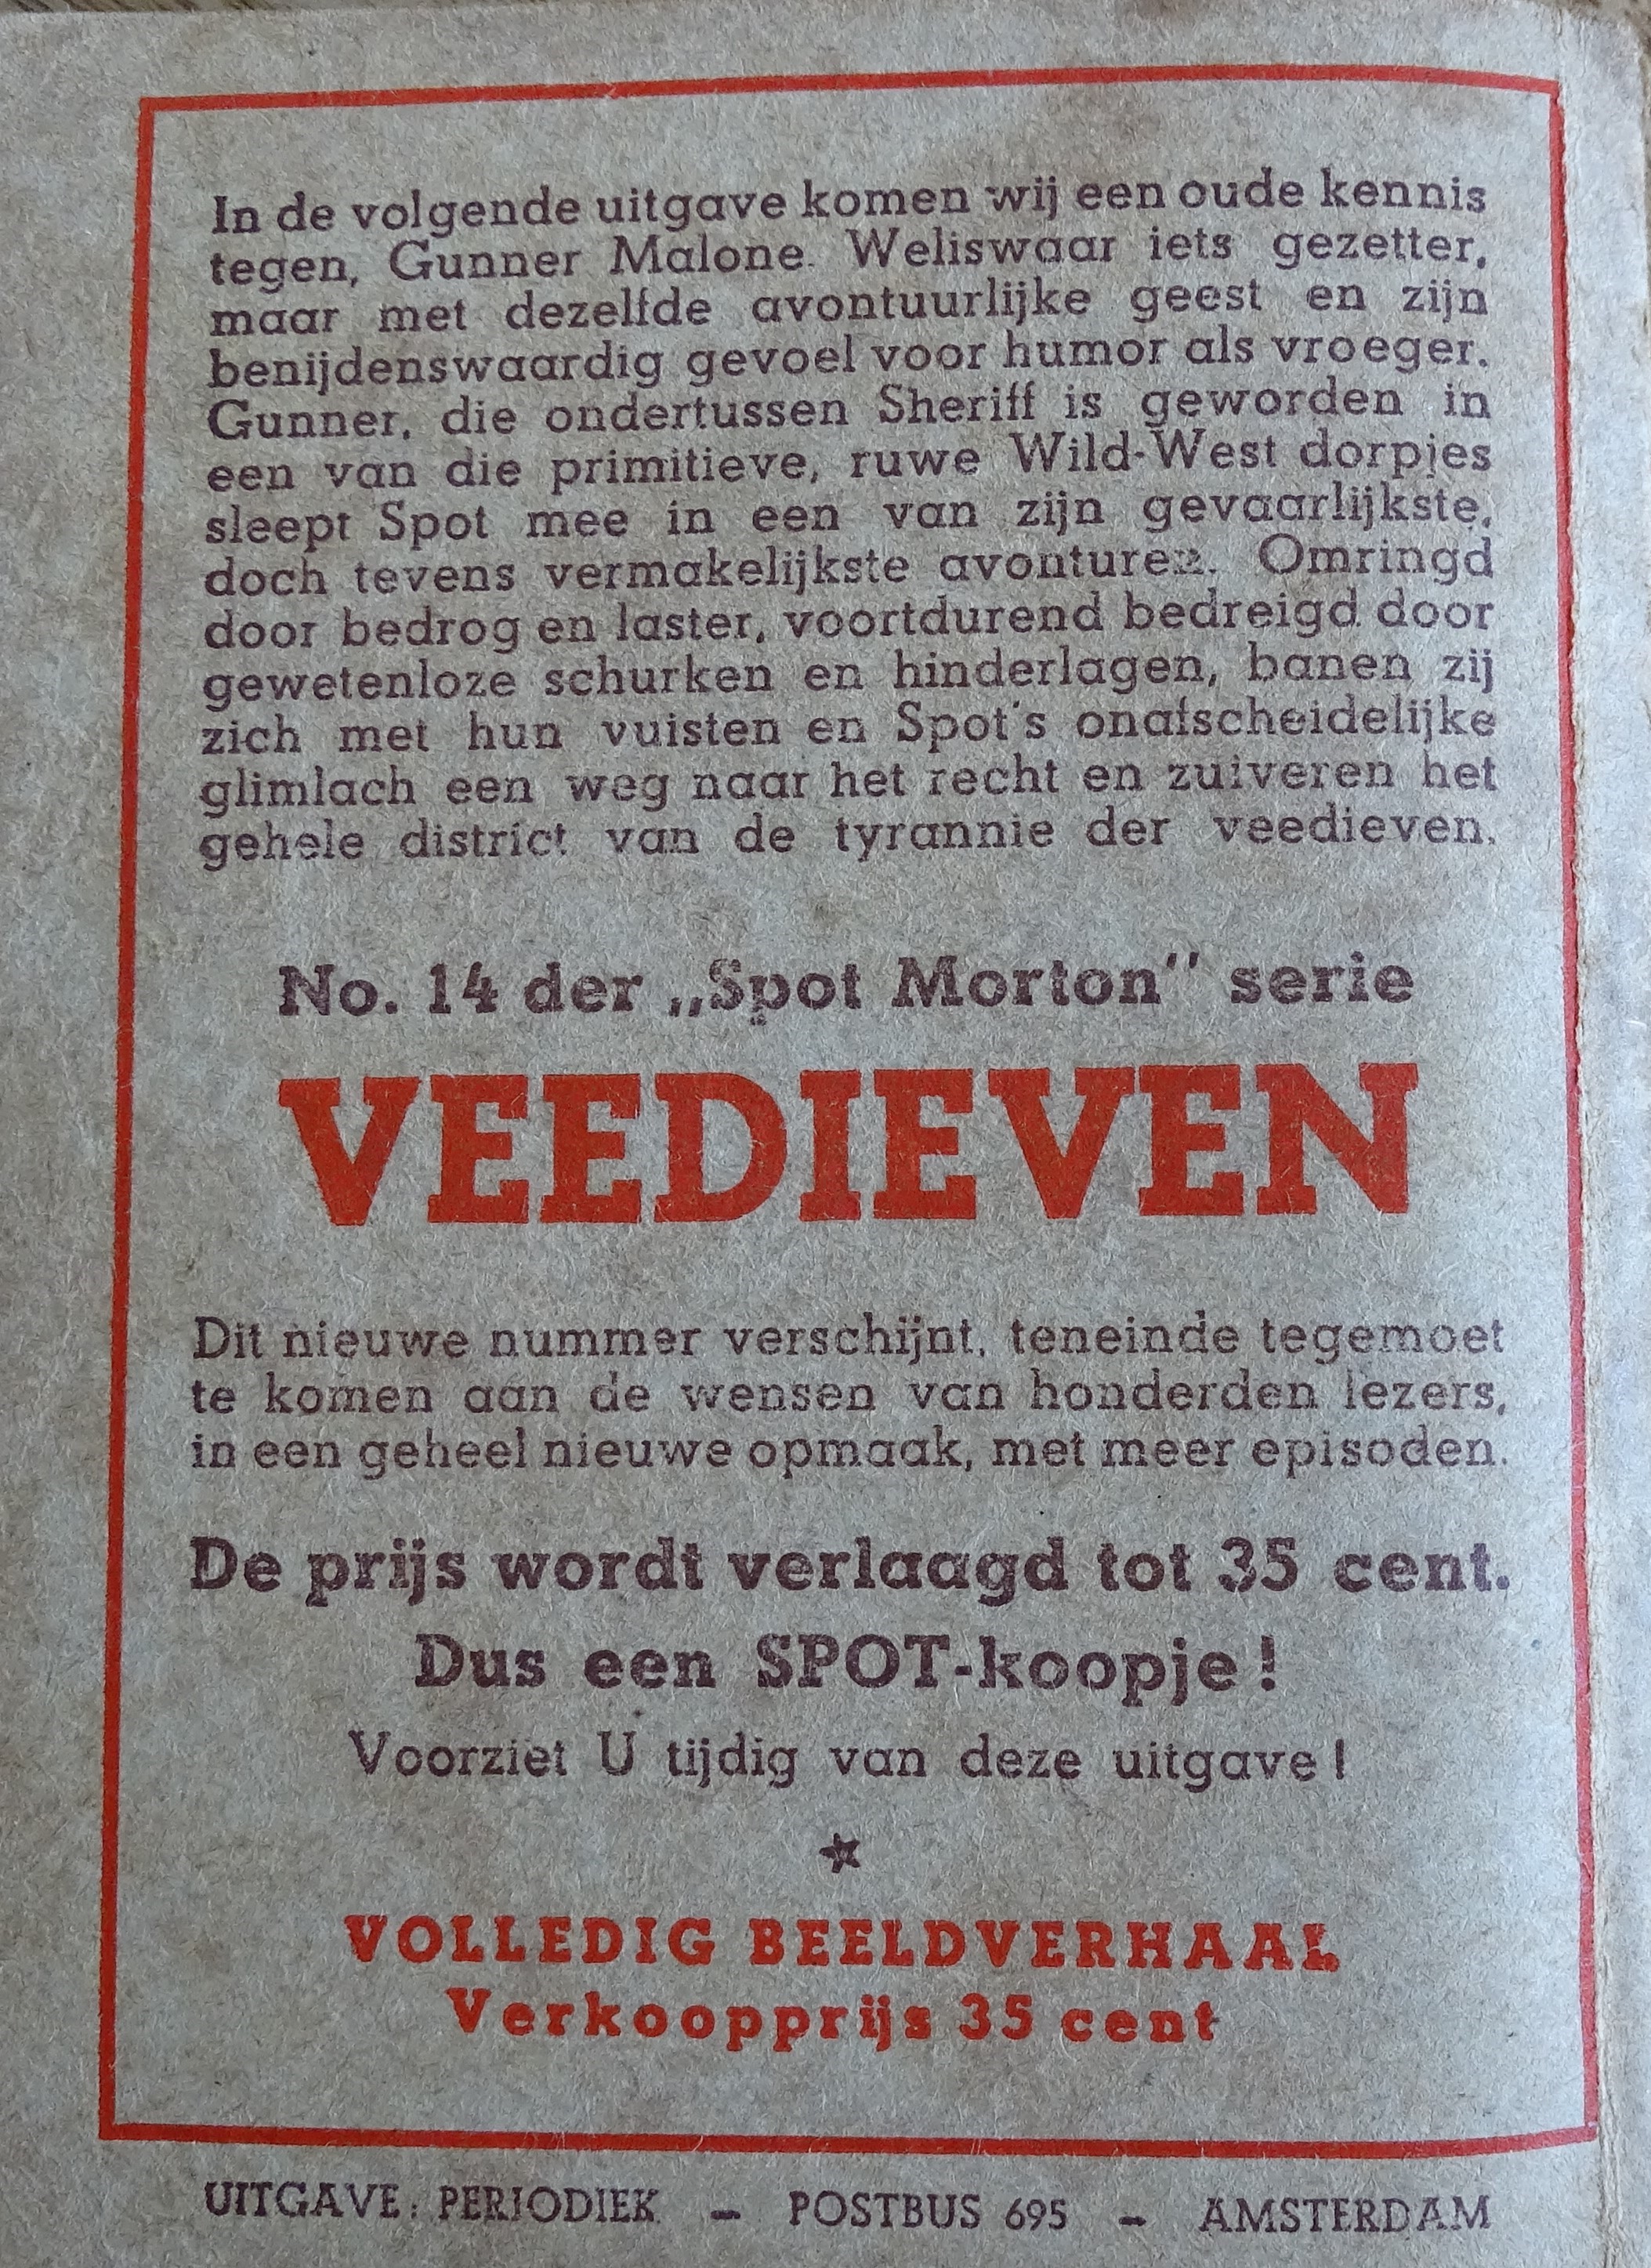 In de volgende uitgave komen wij een oude kennis
tegen, Gunner Malone. Weliswaar iets gezetter,
maar met dezelfde avontuurlijke geest en zijn
benijdenswaardig gevoel voor humor als vroeger.
Gunner, die ondertussen Sheriff is geworden in
een van die primitieve, ruwe Wild-West dorpjes
sleept Spot mee in een van zijn gevaarlijkste,
doch tevens vermakelijkste avonturen. Omringd
door bedrog en laster, voortdurend bedreigd door
gewetenloze schurken en hinderlagen, banen zij
zich met hun vuisten en Spot's onafscheidelijke
glimlach een weg naar het recht en zuiveren het
gehele district van de tyrannie der veedieven.
No. 14 der „Spot Morton" serie
VEEDIEVEN
Dit nieuwe nummer verschijnt, teneinde tegemoet
te komen aan de wensen van honderden lezers,
in een geheel nieuwe opmaak, met meer episoden.
De prijs wordt verlaagd tot 35 cent.
Dus een SPOT-koopje!
Voorziet U tijdig van deze uitgave!
VOLLEDIG BEELDVERHAAL
Verkoopprijs 35 cent
UITGAVE: PERIODIEK – POSTBUS 695 – AMSTERDAM